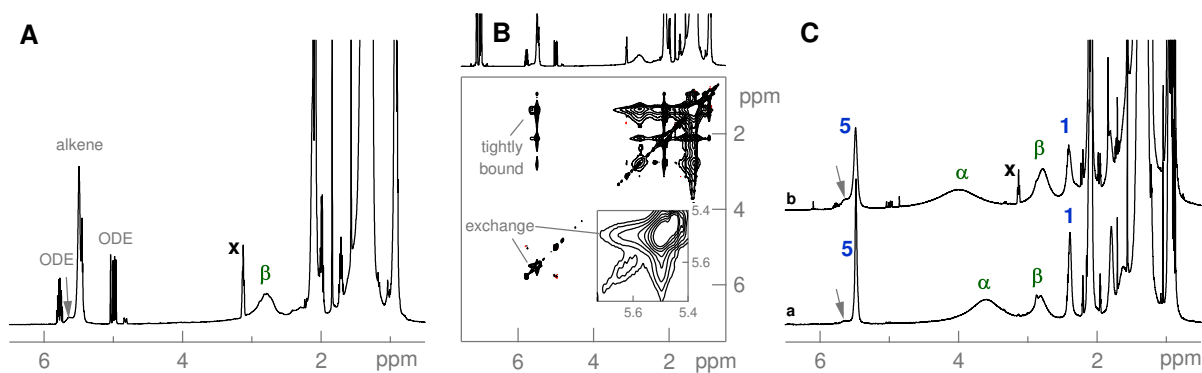 A
alkene
ODE
ODE
x
β
6
4
2
ppm
B
ppm
2
4
6
tightly
bound
exchange
5.4
5.6
5.6
5.4
6
4
2
ppm
C
5
α
x
β
1
b
5
α
β
1
a
6
4
2
ppm